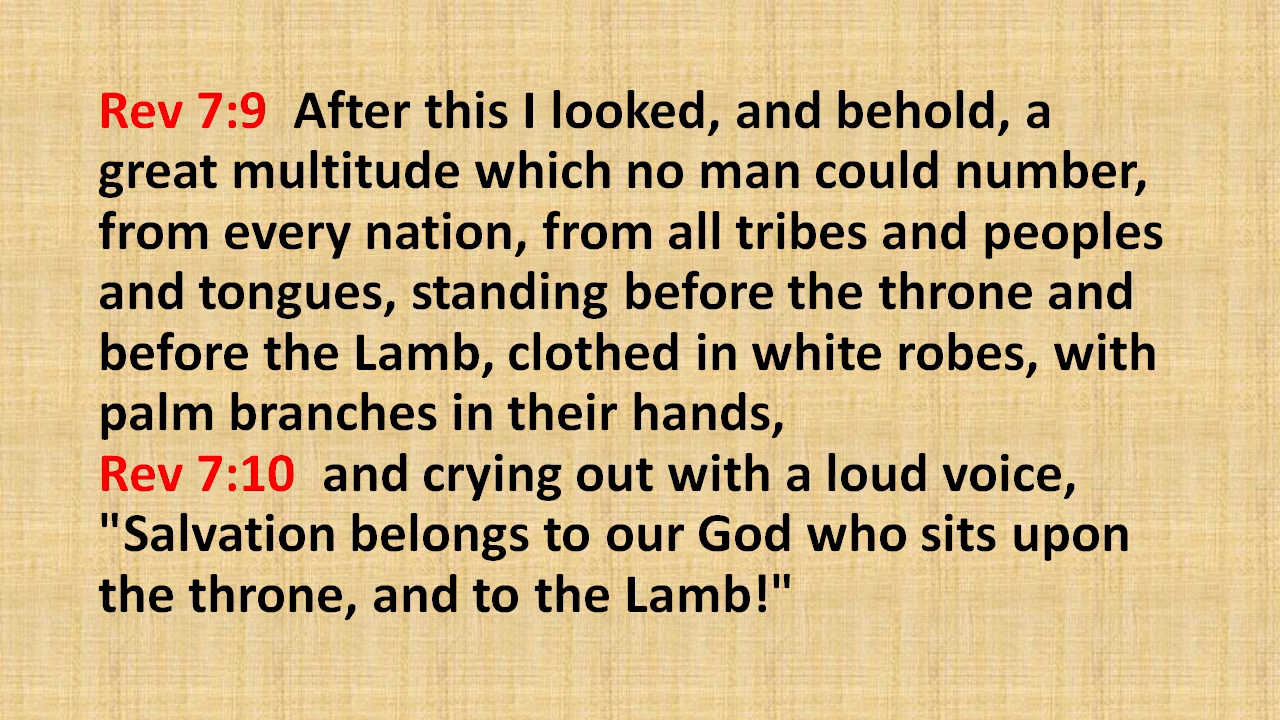 Rev 7:9  After this I looked, and behold, a
great multitude which no man could number,
from every nation, from all tribes and peoples
and tongues, standing before the throne and
before the Lamb, clothed in white robes, with
palm branches in their hands,
Rev 7:10  and crying out with a loud voice,
"Salvation belongs to our God who sits upon
the throne, and to the Lamb!"